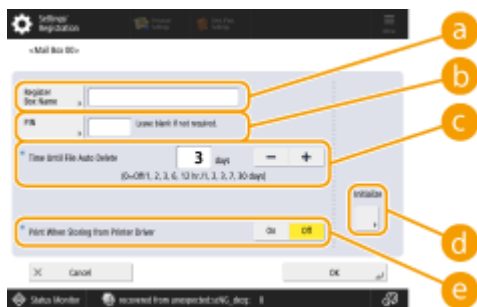 Settings/
Registration
Menu
<Mail Box 00>
a
Register
Box Name
b
PIN
Leave blank if not required.
c
* Time Until File Auto Delete
3 days
− +
(0=Off/1, 2, 3, 6, 12 hr./1, 2, 3, 7, 30 days)
Initialize
d
* Print When Storing from Printer Driver
On Off
e
× Cancel
OK
Status Monitor